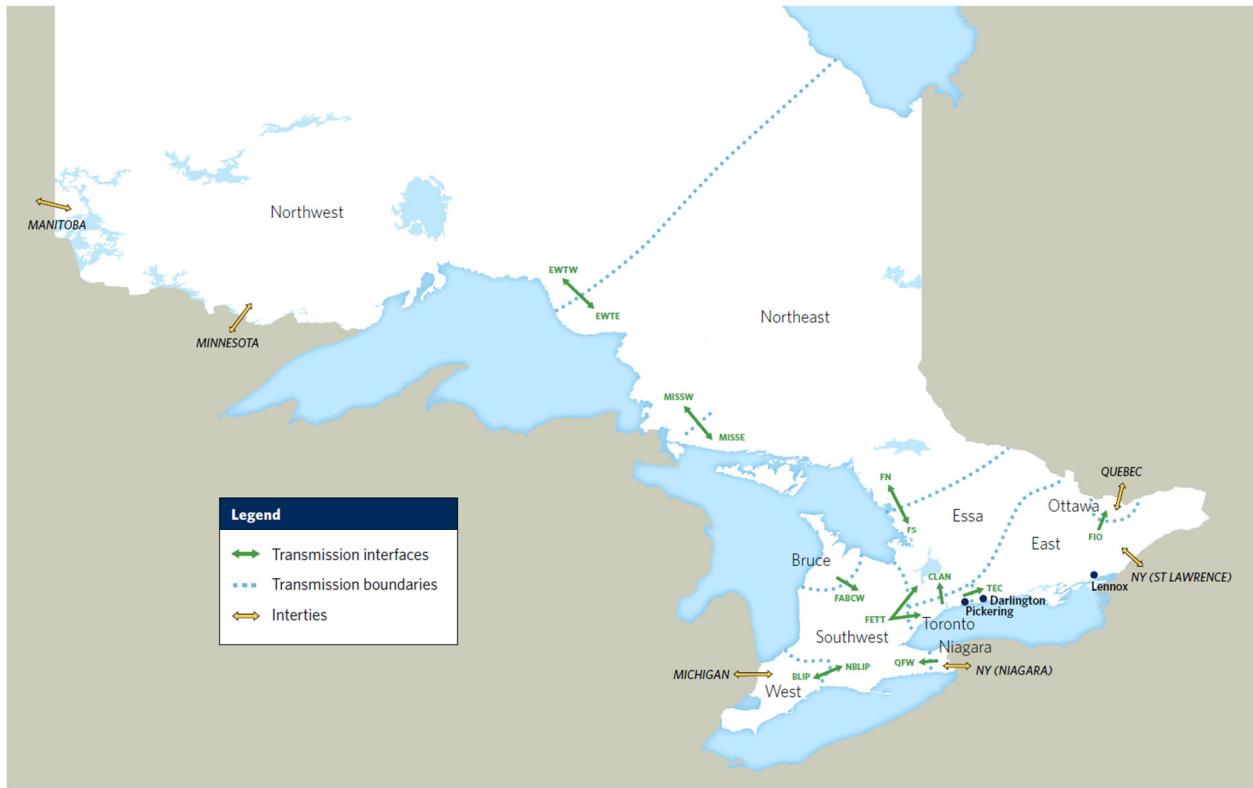 Northwest
MANITOBA
MINNESOTA
EWTW
EWTE
Northeast
MISSW
MISSE
FN
FS
Essa
QUEBEC
Ottawa
FIO
East
NY (ST LAWRENCE)
Lennox
Bruce
FABCW
CLAN
TEC
Darlington
Pickering
FETT
Toronto
Southwest
Niagara
QFW
NY (NIAGARA)
MICHIGAN
BLIP
NBLIP
West
Legend
Transmission interfaces
Transmission boundaries
Interties